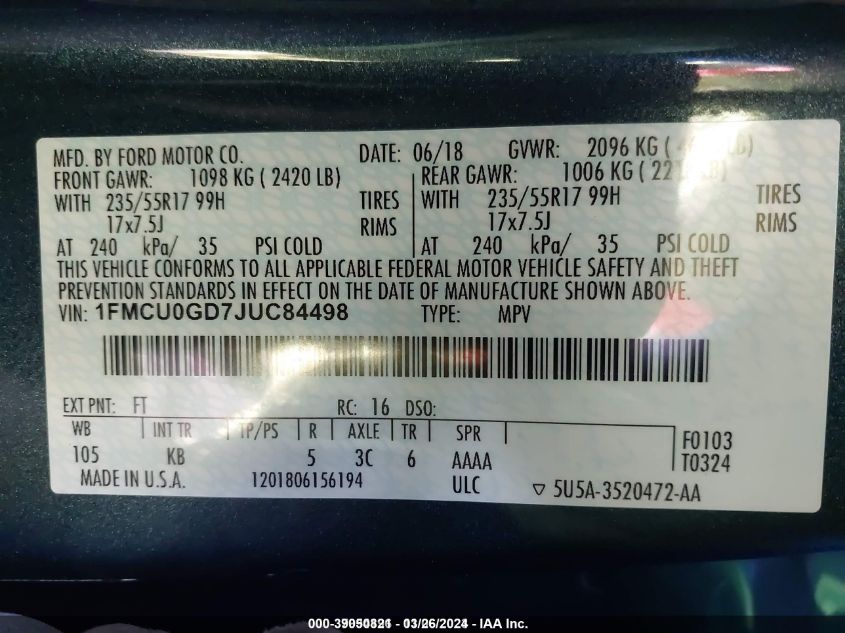 MFD. BY FORD MOTOR CO. DATE: 06/18 GVWR: 2096 KG ( LB)
FRONT GAWR: 1098 KG ( 2420 LB) REAR GAWR: 1006 KG ( LB)
WITH 235/55R17 99H TIRES WITH 235/55R17 99H TIRES
17x7.5J RIMS 17x7.5J RIMS
AT 240 kPa/ 35 PSI COLD AT 240 kPa/ 35 PSI COLD
THIS VEHICLE CONFORMS TO ALL APPLICABLE FEDERAL MOTOR VEHICLE SAFETY AND THEFT
PREVENTION STANDARDS IN EFFECT ON THE DATE OF MANUFACTURE SHOWN ABOVE.
VIN: 1FMCU0GD7JUC84498 TYPE: MPV
EXT PNT: FT RC: 16 DSO:
WB INT TR TP/PS R AXLE TR SPR F0103
105 KB 5 3C 6 AAAA T0324
MADE IN U.S.A. 1201806156194 ULC ▽ 5U5A-3520472-AA
- IAA Inc.